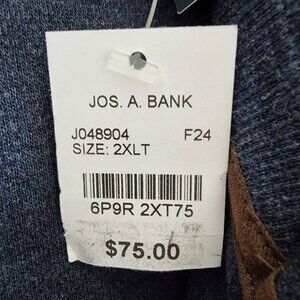 JOS. A. BANK
J048904 F24
SIZE: 2XLT
6P9R 2XT75
$75.00